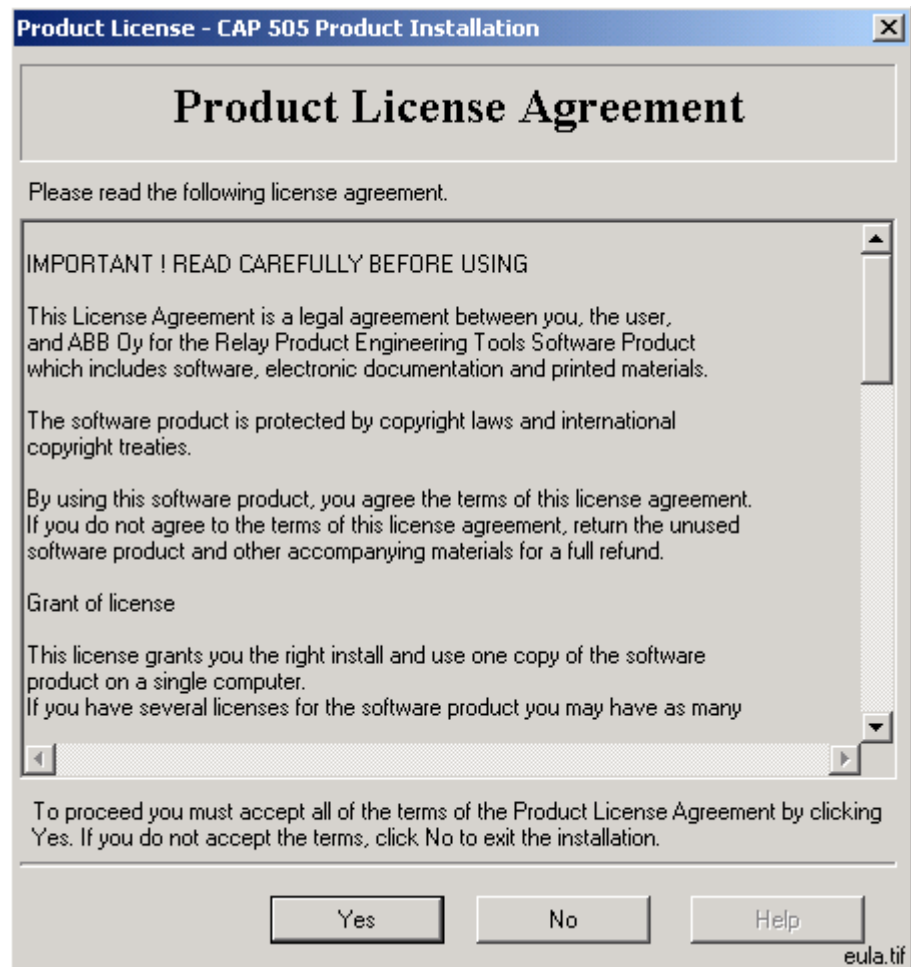 Product License - CAP 505 Product Installation
Product License Agreement
Please read the following license agreement.
IMPORTANT ! READ CAREFULLY BEFORE USING
This License Agreement is a legal agreement between you, the user,
and ABB Oy for the Relay Product Engineering Tools Software Product
which includes software, electronic documentation and printed materials.
The software product is protected by copyright laws and international
copyright treaties.
By using this software product, you agree the terms of this license agreement.
If you do not agree to the terms of this license agreement, return the unused
software product and other accompanying materials for a full refund.
Grant of license
This license grants you the right install and use one copy of the software
product on a single computer.
If you have several licenses for the software product you may have as many
To proceed you must accept all of the terms of the Product License Agreement by clicking
Yes. If you do not accept the terms, click No to exit the installation.
Yes No Help
eula.tif